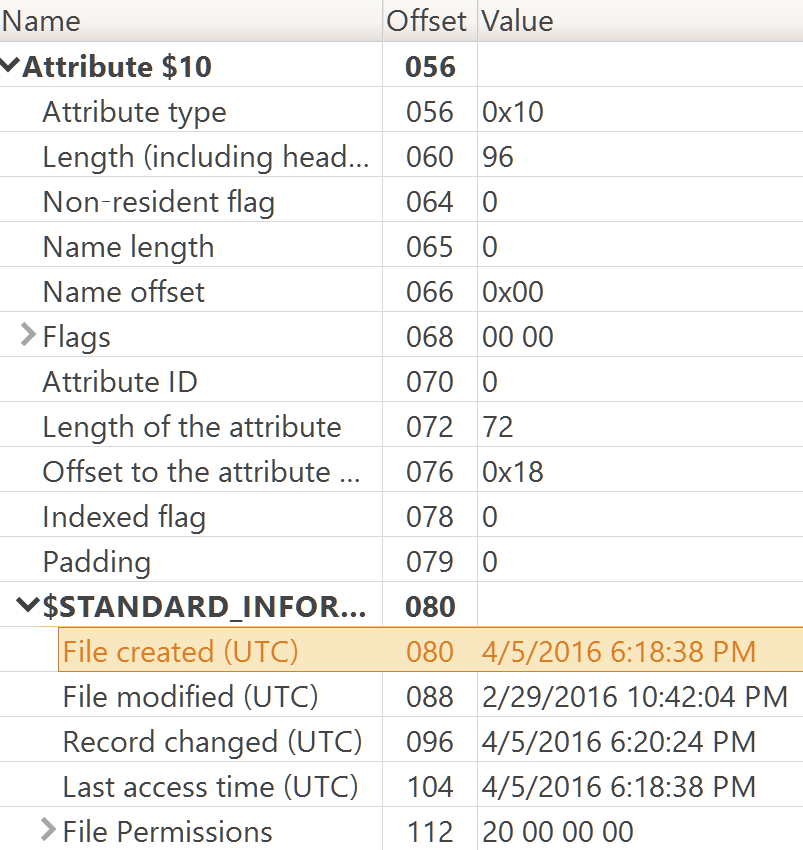 Name Offset Value
Attribute $10 056
Attribute type 056 0x10
Length (including head... 060 96
Non-resident flag 064 0
Name length 065 0
Name offset 066 0x00
Flags 068 00 00
Attribute ID 070 0
Length of the attribute 072 72
Offset to the attribute ... 076 0x18
Indexed flag 078 0
Padding 079 0
$STANDARD_INFOR... 080
File created (UTC) 080 4/5/2016 6:18:38 PM
File modified (UTC) 088 2/29/2016 10:42:04 PM
Record changed (UTC) 096 4/5/2016 6:20:24 PM
Last access time (UTC) 104 4/5/2016 6:18:38 PM
File Permissions 112 20 00 00 00